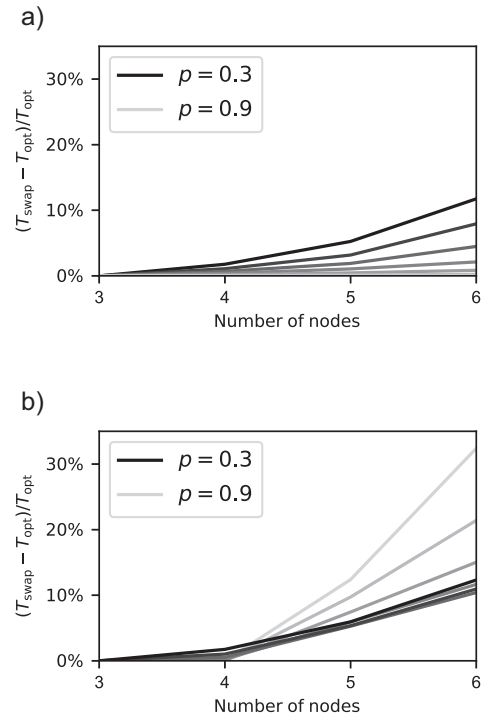 a)
30%
20%
10%
0%
(T_swap − T_opt)/T_opt
p = 0.3
p = 0.9
3 4 5 6
Number of nodes
b)
30%
20%
10%
0%
(T_swap − T_opt)/T_opt
p = 0.3
p = 0.9
3 4 5 6
Number of nodes